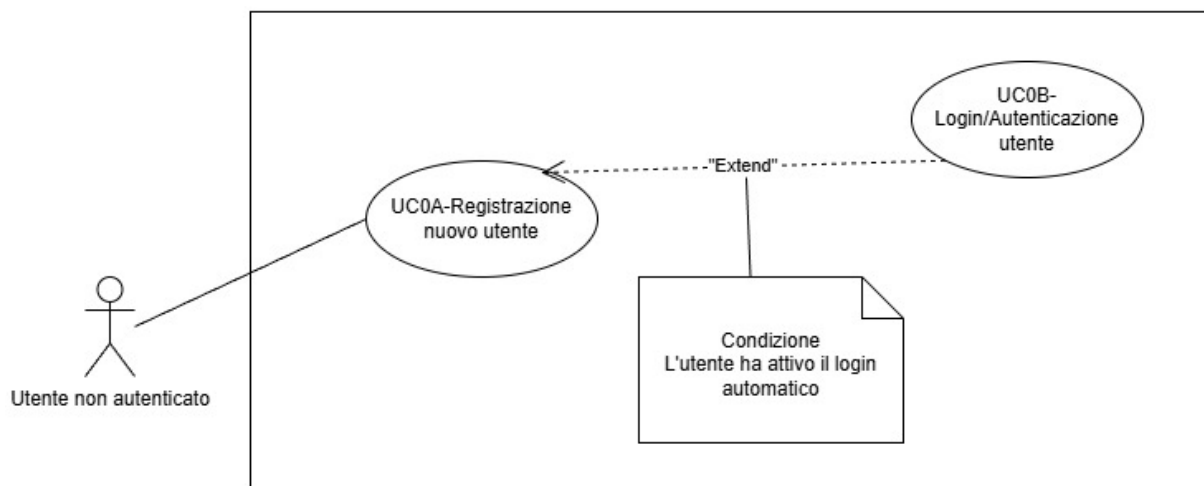 UC0B-
Login/Autenticazione
utente
"Extend"
UC0A-Registrazione
nuovo utente
Condizione
L'utente ha attivo il login
automatico
Utente non autenticato